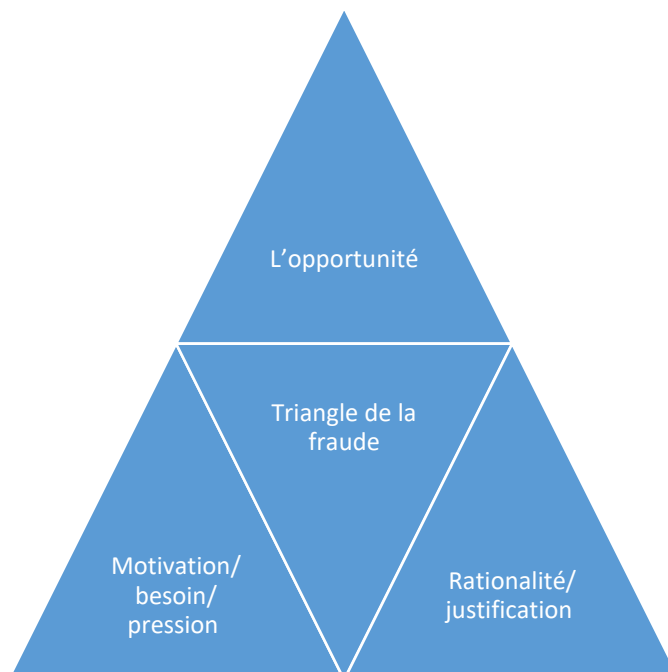 L’opportunité
Triangle de la
fraude
Motivation/
besoin/
pression
Rationalité/
justification